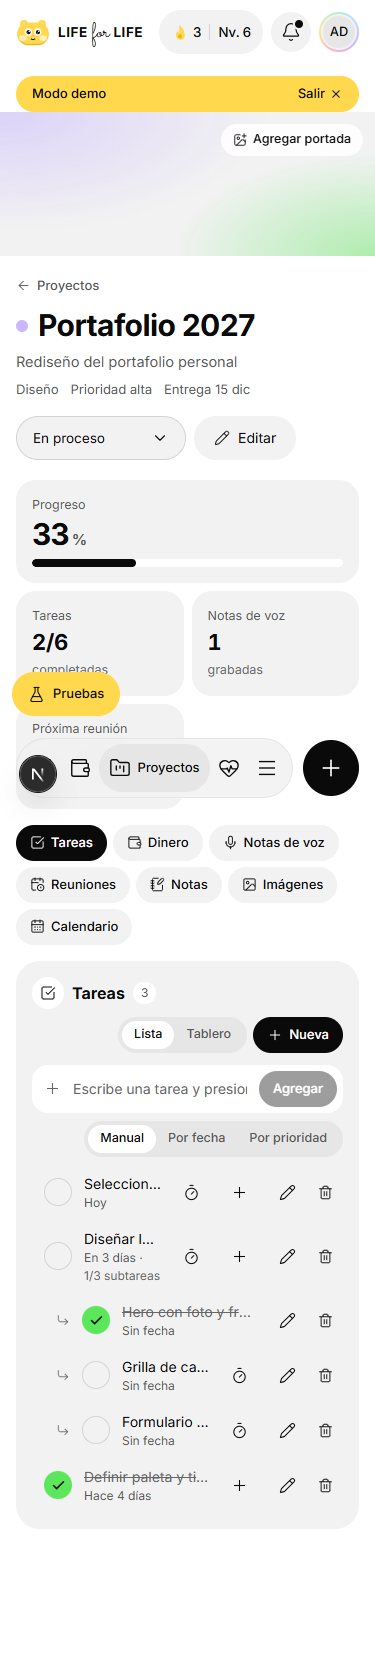 LIFE for LIFE
3
Nv. 6
AD
Modo demo
Salir
Agregar portada
Proyectos
Portafolio 2027
Rediseño del portafolio personal
Diseño Prioridad alta Entrega 15 dic
En proceso
Editar
Progreso
33 %
Tareas
2/6
completadas
Notas de voz
1
grabadas
Pruebas
Próxima reunión
N
Proyectos
Tareas
Dinero
Notas de voz
Reuniones
Notas
Imágenes
Calendario
Tareas 3
Lista Tablero
Nueva
Escribe una tarea y presion
Agregar
Manual Por fecha Por prioridad
Seleccion...
Hoy
Diseñar l...
En 3 días ·
1/3 subtareas
Hero con foto y fr...
Sin fecha
Grilla de ca...
Sin fecha
Formulario ...
Sin fecha
Definir paleta y ti...
Hace 4 días